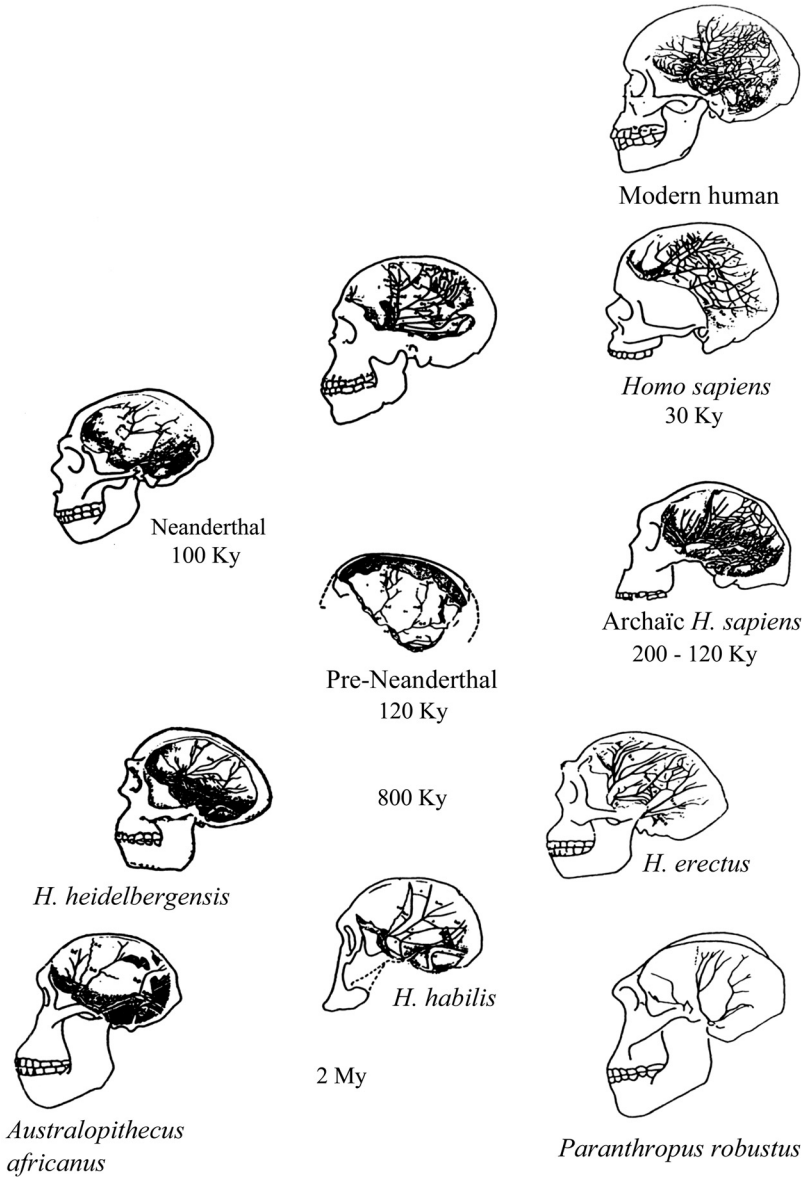 Modern human
Homo sapiens
30 Ky
Neanderthal
100 Ky
Archaïc H. sapiens
200 - 120 Ky
Pre-Neanderthal
120 Ky
800 Ky
H. erectus
H. heidelbergensis
H. habilis
2 My
Australopithecus
africanus
Paranthropus robustus